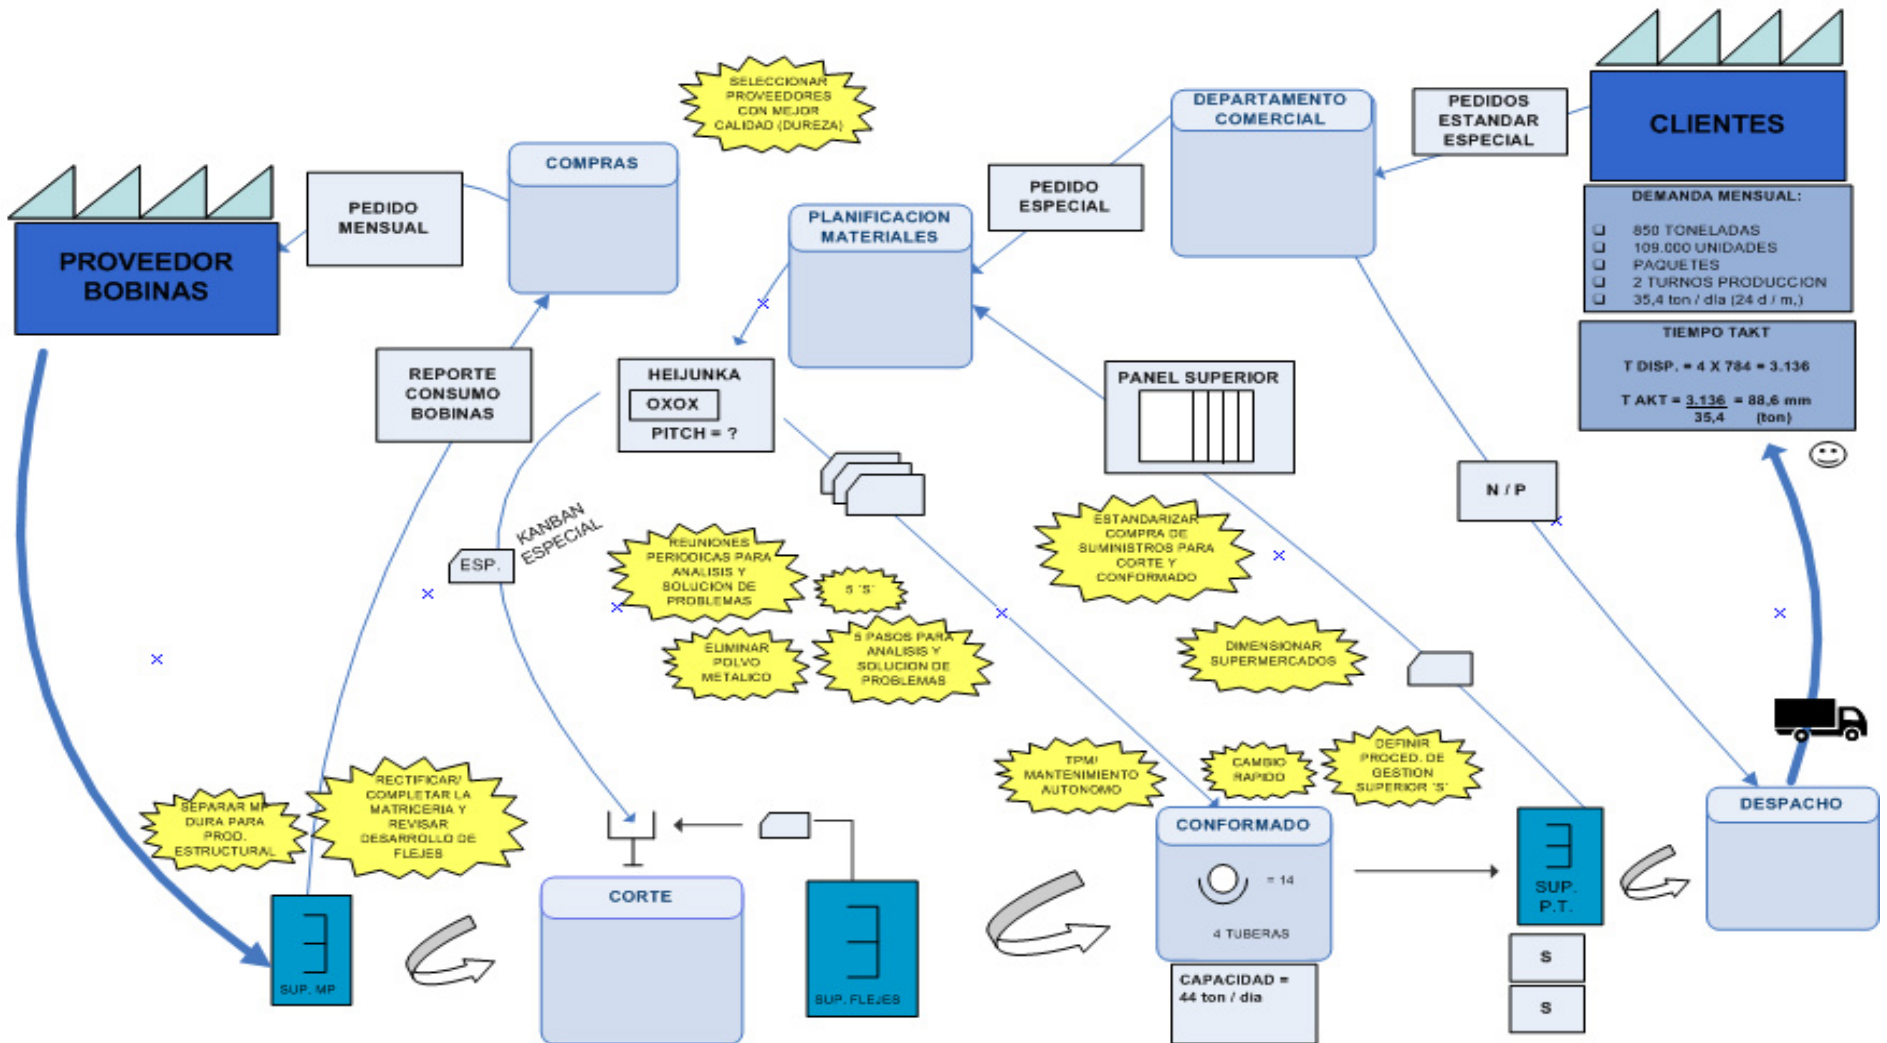 SELECCIONAR
PROVEEDORES
CON MEJOR
CALIDAD (DUREZA)
DEPARTAMENTO
COMERCIAL
PEDIDOS
ESTANDAR
ESPECIAL
CLIENTES
COMPRAS
PEDIDO
MENSUAL
PEDIDO
ESPECIAL
PLANIFICACION
MATERIALES
DEMANDA MENSUAL:
850 TONELADAS
109.000 UNIDADES
PAQUETES
2 TURNOS PRODUCCION
35,4 ton / dia (24 d / m,)
PROVEEDOR
BOBINAS
TIEMPO TAKT
T DISP. = 4 X 784 = 3.136
T AKT = 3.136 = 88,6 mm
35,4 (ton)
REPORTE
CONSUMO
BOBINAS
HEIJUNKA
OXOX
PITCH = ?
PANEL SUPERIOR
N / P
KANBAN
ESPECIAL
ESP.
REUNIONES
PERIODICAS PARA
ANALISIS Y
SOLUCION DE
PROBLEMAS
5 'S'
ESTANDARIZAR
COMPRA DE
SUMINISTROS PARA
CORTE Y
CONFORMADO
ELIMINAR
POLVO
METALICO
5 PASOS PARA
ANALISIS Y
SOLUCION DE
PROBLEMAS
DIMENSIONAR
SUPERMERCADOS
SEPARAR MP
DURA PARA
PROD.
ESTRUCTURAL
RECTIFICAR/
COMPLETAR LA
MATRICERIA Y
REVISAR
DESARROLLO DE
FLEJES
TPM/
MANTENIMIENTO
AUTONOMO
CAMBIO
RAPIDO
DEFINIR
PROCED. DE
GESTION
SUPERIOR 'S'
DESPACHO
CONFORMADO
= 14
4 TUBERAS
CAPACIDAD =
44 ton / dia
CORTE
SUP. MP
SUP. FLEJES
SUP.
P.T.
S
S